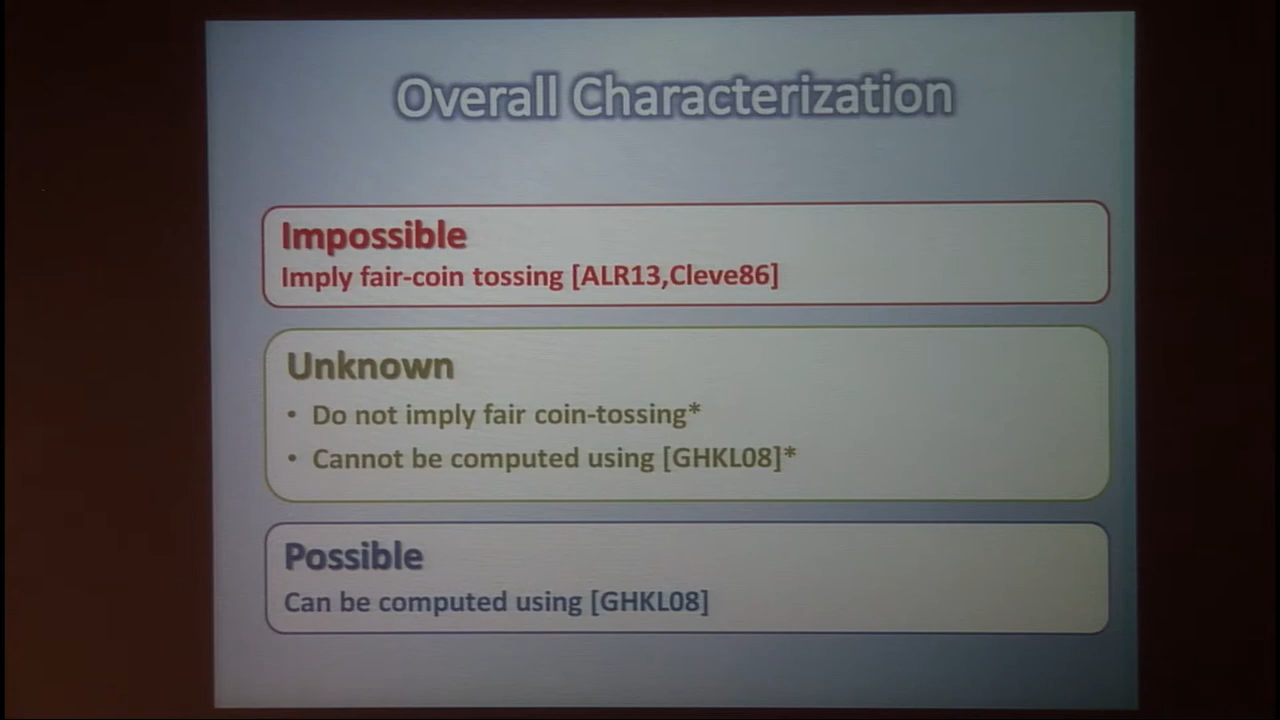 Overall Characterization
Impossible
Imply fair-coin tossing [ALR13,Cleve86]
Unknown
• Do not imply fair coin-tossing*
• Cannot be computed using [GHKL08]*
Possible
Can be computed using [GHKL08]